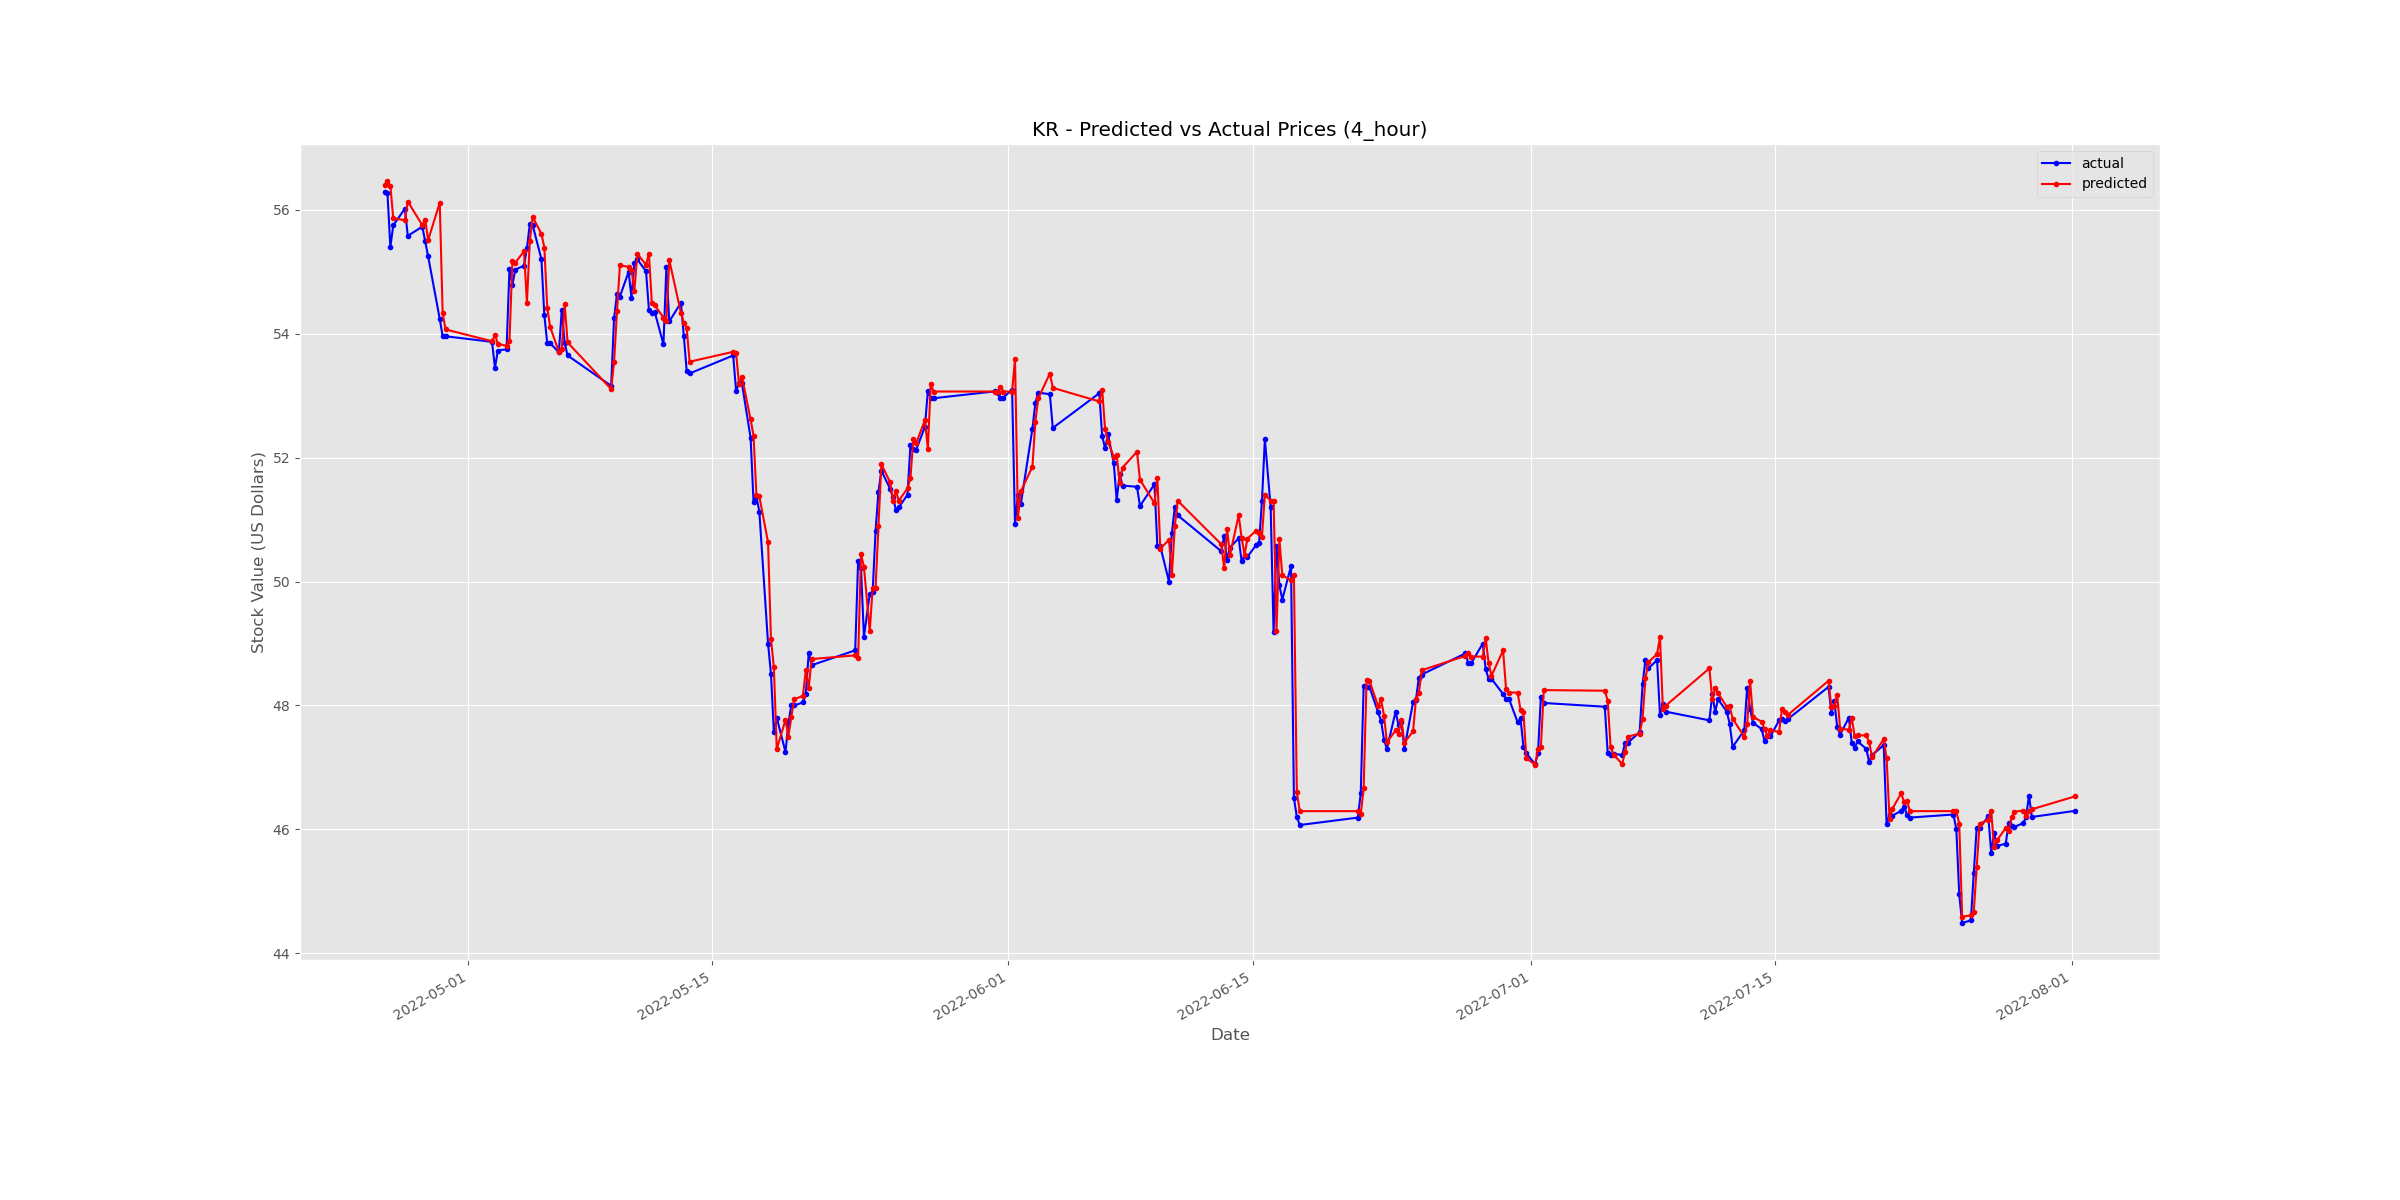 KR - Predicted vs Actual Prices (4_hour)
actual
predicted
Stock Value (US Dollars)
56
54
52
50
48
46
44
2022-05-01
2022-05-15
2022-06-01
2022-06-15
2022-07-01
2022-07-15
2022-08-01
Date